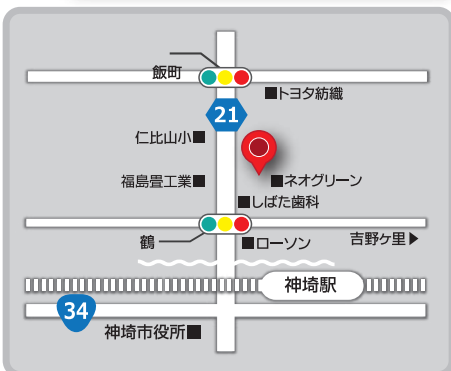 飯町
■トヨタ紡織
21
仁比山小■
福島畳工業■
■ネオグリーン
■しばた歯科
鶴
■ローソン
吉野ケ里▶
神埼駅
34
神埼市役所■